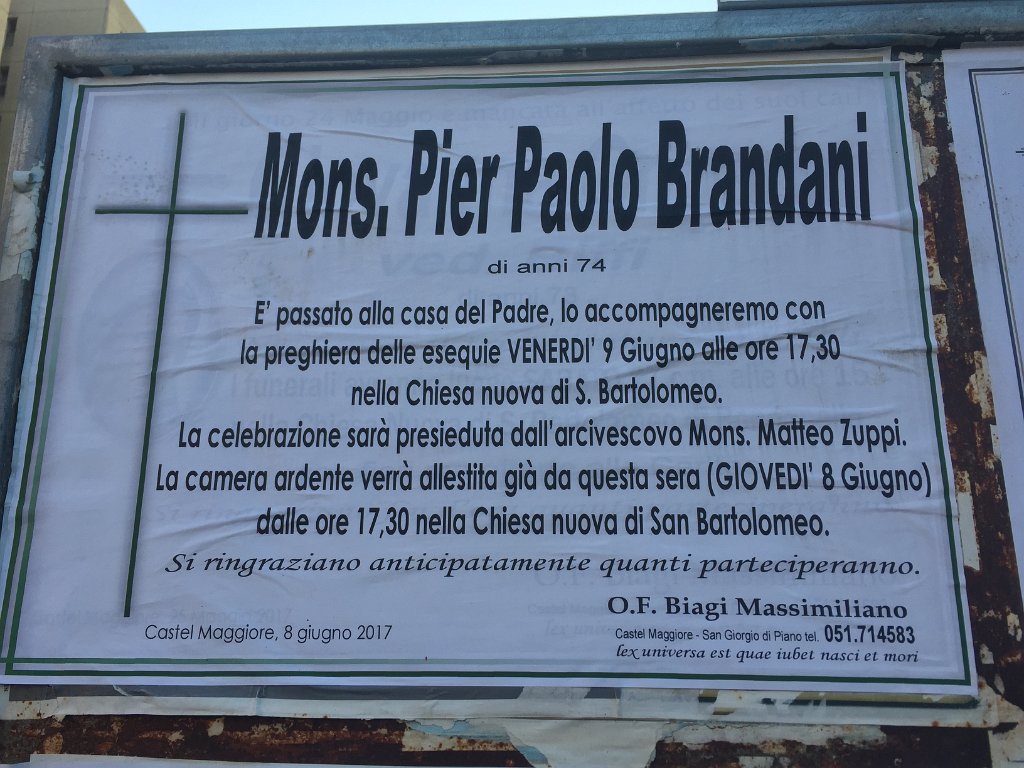 Mons. Pier Paolo Brandani
di anni 74
E' passato alla casa del Padre, lo accompagneremo con
la preghiera delle esequie VENERDI' 9 Giugno alle ore 17,30
nella Chiesa nuova di S. Bartolomeo.
La celebrazione sarà presieduta dall'arcivescovo Mons. Matteo Zuppi.
La camera ardente verrà allestita già da questa sera (GIOVEDI' 8 Giugno)
dalle ore 17,30 nella Chiesa nuova di San Bartolomeo.
Si ringraziano anticipatamente quanti parteciperanno.
O.F. Biagi Massimiliano
Castel Maggiore, 8 giugno 2017
Castel Maggiore - San Giorgio di Piano tel. 051.714583
lex universa est quae iubet nasci et mori